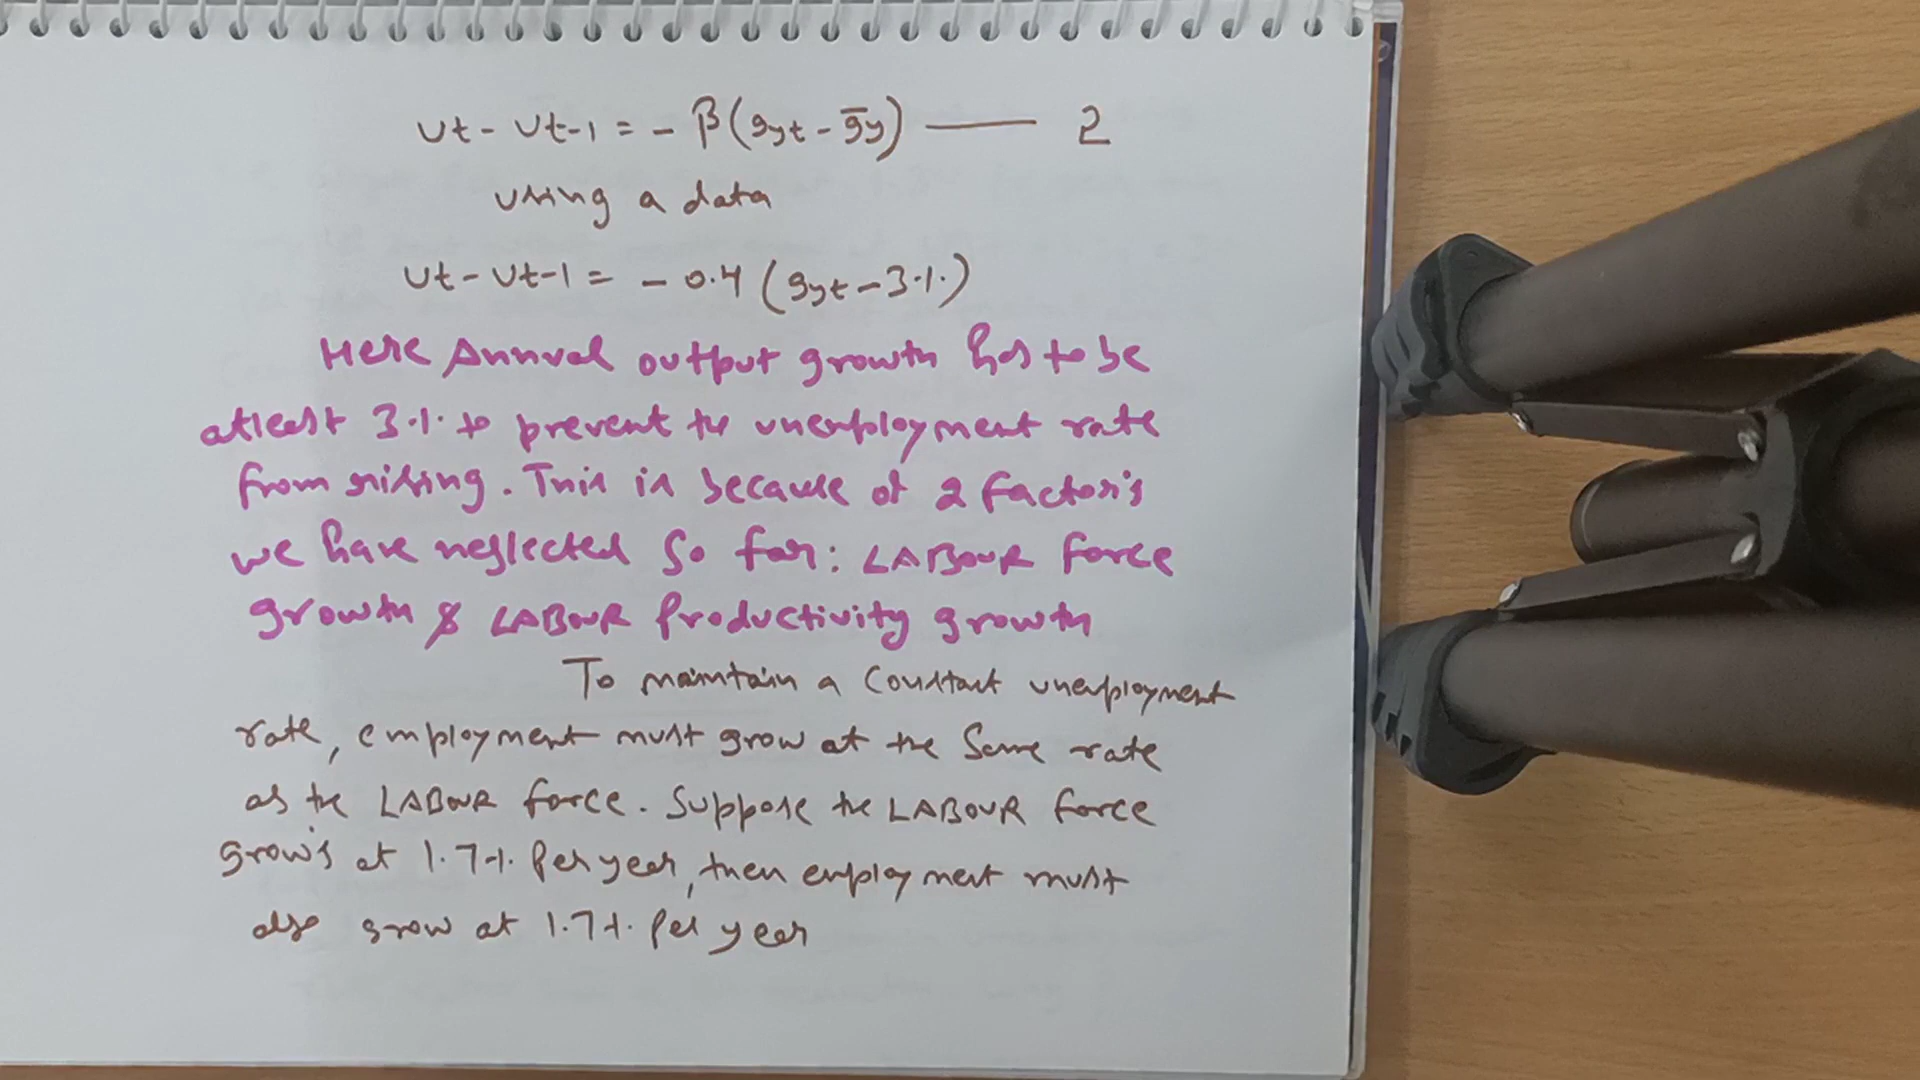 Ut - Ut-1 = - β(gyt - g̅y) —— 2
Using a data
Ut - Ut-1 = - 0.4 (gyt - 3%)
Here Annual output growth has to be
atleast 3% to prevent the unemployment rate
from rising. This is because of 2 factor's
we have neglected so far: LABOUR force
growth & LABOUR Productivity growth
To maintain a constant unemployment
rate, employment must grow at the same rate
as the LABOUR force. Suppose the LABOUR force
grow's at 1.7% Per year, then employment must
also grow at 1.7% Per year